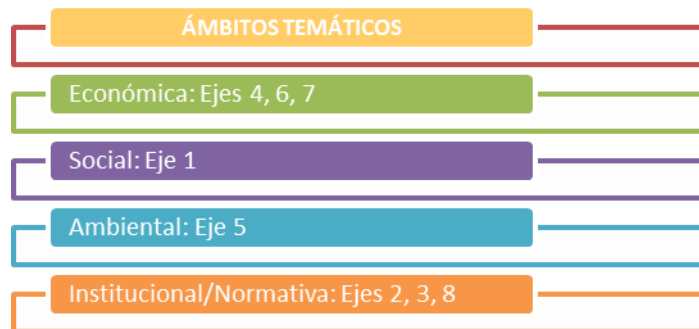 ÁMBITOS TEMÁTICOS
Económica: Ejes 4, 6, 7
Social: Eje 1
Ambiental: Eje 5
Institucional/Normativa: Ejes 2, 3, 8